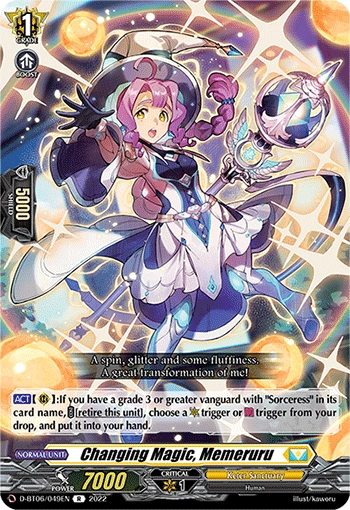 1
GRADE
BOOST
5000
SHIELD
A spin, glitter and some fluffiness.
A great transformation of me!
ACT:If you have a grade 3 or greater vanguard with "Sorceress" in its
card name, [retire this unit], choose a trigger or trigger from your
drop, and put it into your hand.
NORMAL UNIT Changing Magic, Memeruru
POWER 7000 CRITICAL 1 Keter Sanctuary
Human
D-BT06/049EN R 2022 illust/kaworu